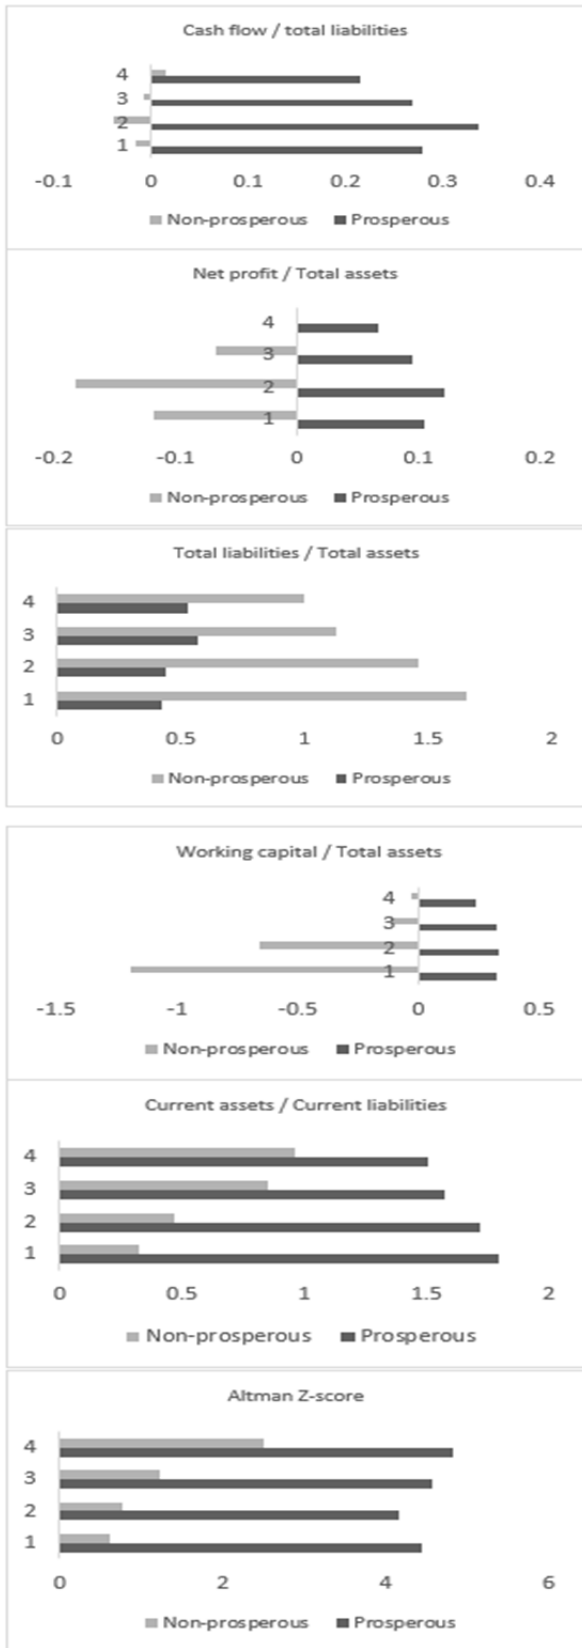 Cash flow / total liabilities
4
3
2
1
-0.1 0 0.1 0.2 0.3 0.4
Non-prosperous Prosperous
Net profit / Total assets
4
3
2
1
-0.2 -0.1 0 0.1 0.2
Non-prosperous Prosperous
Total liabilities / Total assets
4
3
2
1
0 0.5 1 1.5 2
Non-prosperous Prosperous
Working capital / Total assets
4
3
2
1
-1.5 -1 -0.5 0 0.5
Non-prosperous Prosperous
Current assets / Current liabilities
4
3
2
1
0 0.5 1 1.5 2
Non-prosperous Prosperous
Altman Z-score
4
3
2
1
0 2 4 6
Non-prosperous Prosperous